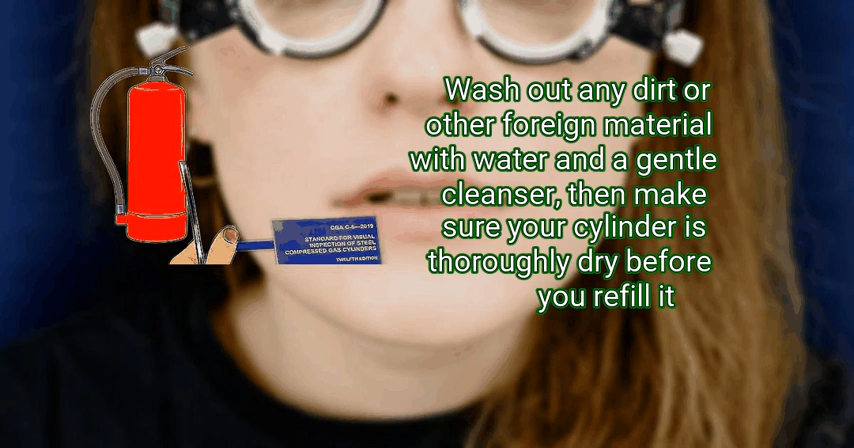 Wash out any dirt or
other foreign material
with water and a gentle
cleanser, then make
sure your cylinder is
thoroughly dry before
you refill it
CGA C-6—2019
STANDARD FOR VISUAL
INSPECTION OF STEEL
COMPRESSED GAS CYLINDERS
TWELFTH EDITION